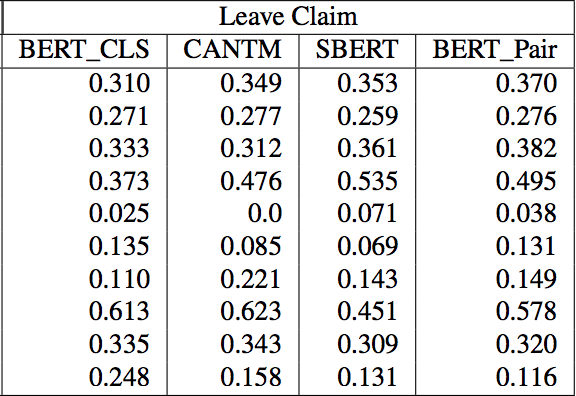 Leave Claim
BERT_CLS CANTM SBERT BERT_Pair
0.310 0.349 0.353 0.370
0.271 0.277 0.259 0.276
0.333 0.312 0.361 0.382
0.373 0.476 0.535 0.495
0.025 0.0 0.071 0.038
0.135 0.085 0.069 0.131
0.110 0.221 0.143 0.149
0.613 0.623 0.451 0.578
0.335 0.343 0.309 0.320
0.248 0.158 0.131 0.116